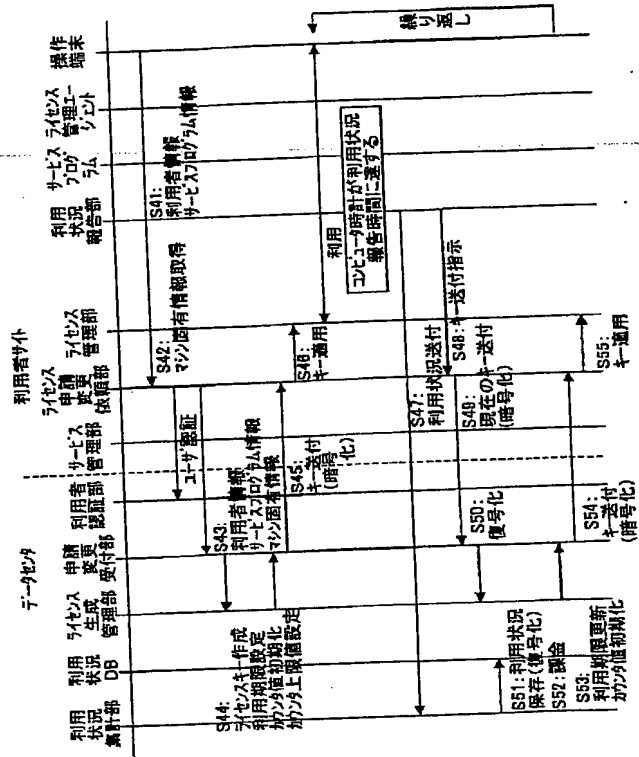 データセンタ
利用者サイト
利用
状況
集計部
利用
状況
DB
ライセンス
生成
管理部
申請
変更
受付部
利用者
認証部
サービス
管理部
ライセンス
申請
変更
依頼部
ライセンス
管理部
利用
状況
報告部
サービス
プログ
ラム
ライセンス
管理エー
ジェント
操作
端末
S41:
利用者情報
サービスプログラム情報
S42:
マシン固有情報取得
ユーザ認証
S43:
利用者情報
サービスプログラム情報
マシン固有情報
S44:
ライセンスキー作成
利用期限設定
カウンタ値初期化
カウンタ上限値設定
S45:
キー送付
(暗号化)
S46:
キー適用
利用
コンピュータ時計が利用状況
報告時間に達する
繰り返し
S47:
利用状況送付
S48:キー送付指示
S49:
現在のキー送付
(暗号化)
S50:
復号化
S51:利用状況
保存(復号化)
S52:課金
S53:
利用期限更新
カウンタ値初期化
S54:
キー送付
(暗号化)
S55:
キー適用